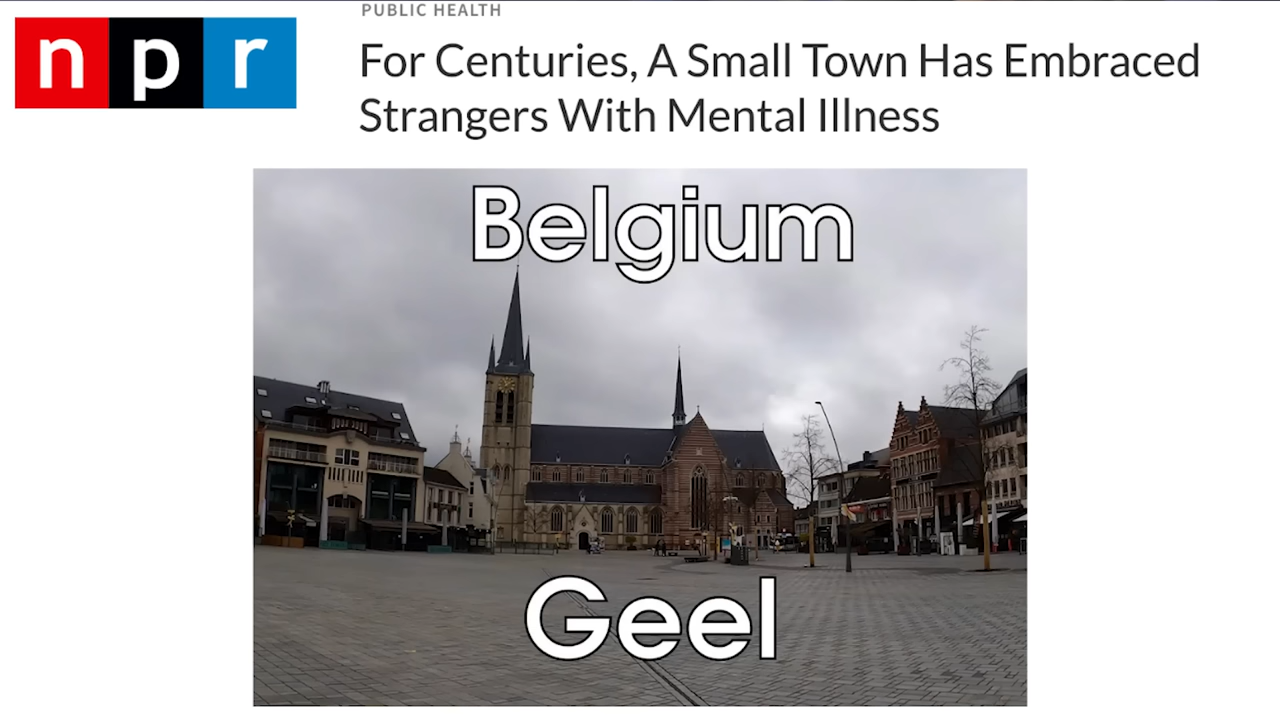 npr
PUBLIC HEALTH
For Centuries, A Small Town Has Embraced
Strangers With Mental Illness
Belgium
Geel